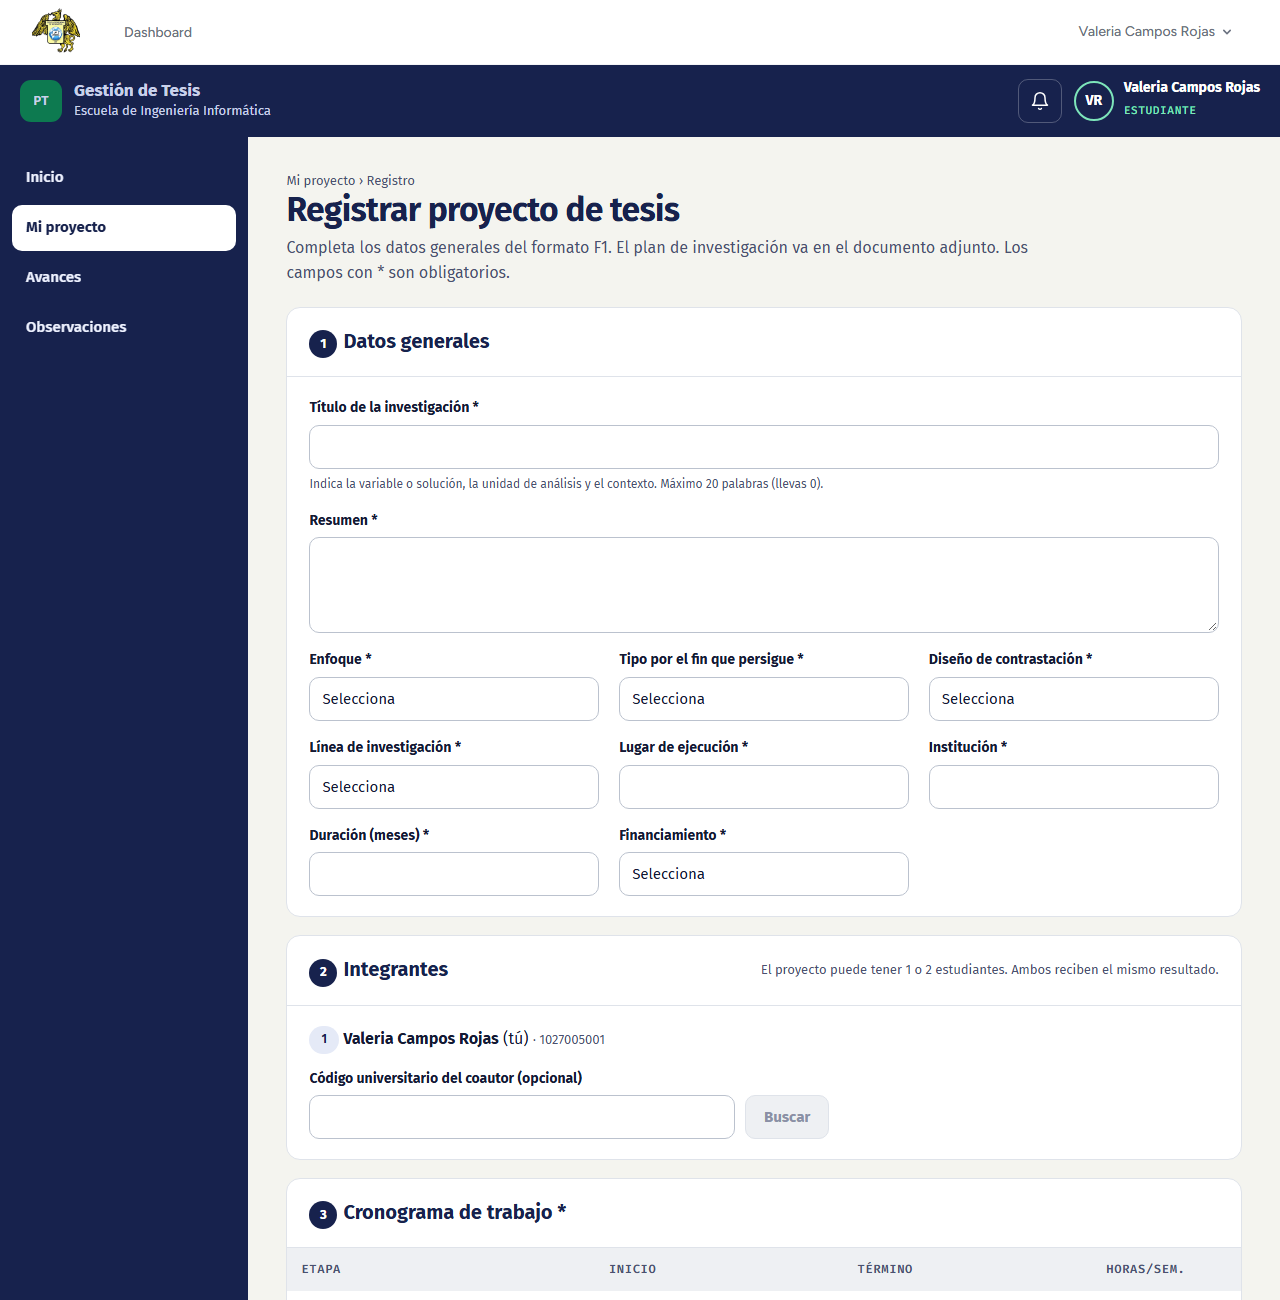 Dashboard
Valeria Campos Rojas
PT
Gestión de Tesis
Escuela de Ingeniería Informática
VR
Valeria Campos Rojas
ESTUDIANTE
Inicio
Mi proyecto
Avances
Observaciones
Mi proyecto › Registro
Registrar proyecto de tesis
Completa los datos generales del formato F1. El plan de investigación va en el documento adjunto. Los
campos con * son obligatorios.
1 Datos generales
Título de la investigación *
Indica la variable o solución, la unidad de análisis y el contexto. Máximo 20 palabras (llevas 0).
Resumen *
Enfoque * Tipo por el fin que persigue * Diseño de contrastación *
Selecciona Selecciona Selecciona
Línea de investigación * Lugar de ejecución * Institución *
Selecciona
Duración (meses) * Financiamiento *
Selecciona
2 Integrantes El proyecto puede tener 1 o 2 estudiantes. Ambos reciben el mismo resultado.
1 Valeria Campos Rojas (tú) · 1027005001
Código universitario del coautor (opcional)
Buscar
3 Cronograma de trabajo *
ETAPA INICIO TÉRMINO HORAS/SEM.